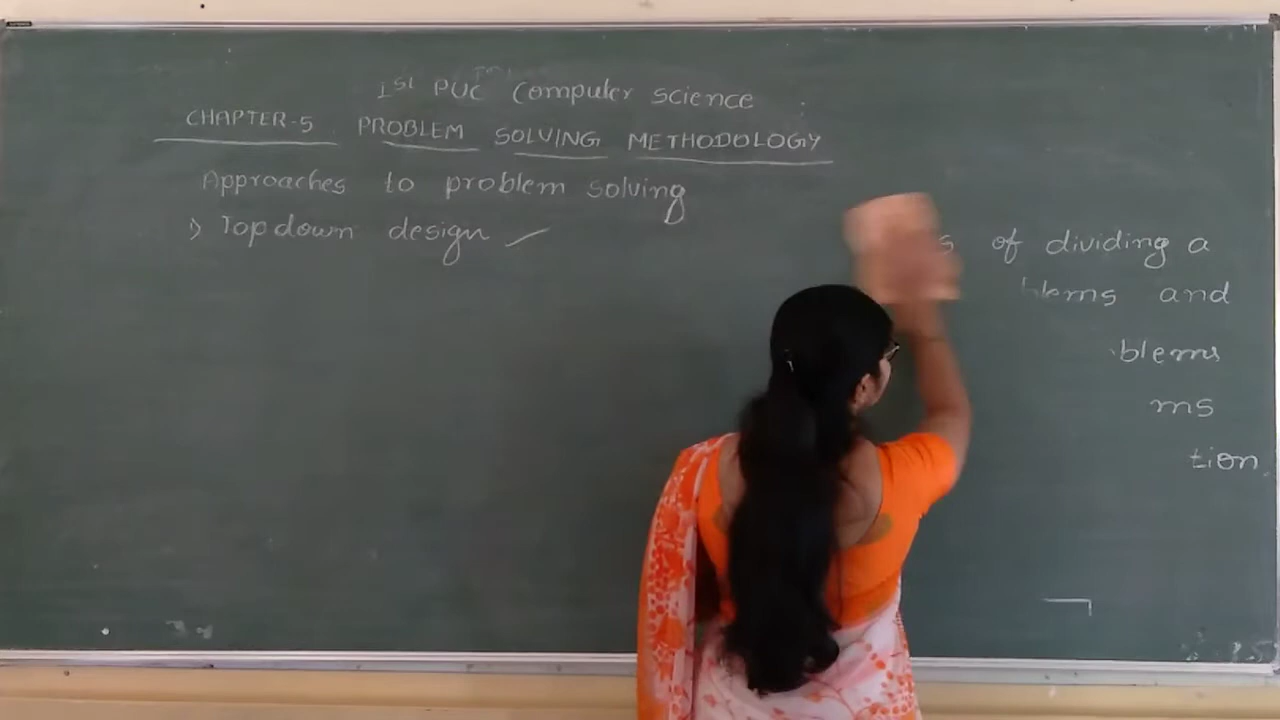 1st PUC Computer science
CHAPTER-5 PROBLEM SOLVING METHODOLOGY
Approaches to problem solving
1) Top down design
of dividing a
blems and
blems
ms
tion